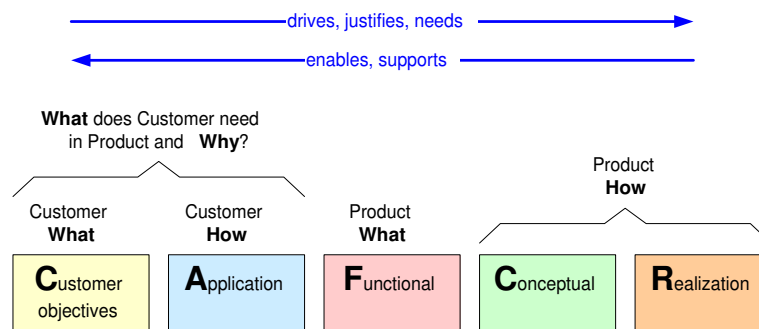 drives, justifies, needs
enables, supports
What does Customer need
in Product and Why?
Product
How
Customer
What
Customer
How
Product
What
Customer
objectives
Application
Functional
Conceptual
Realization